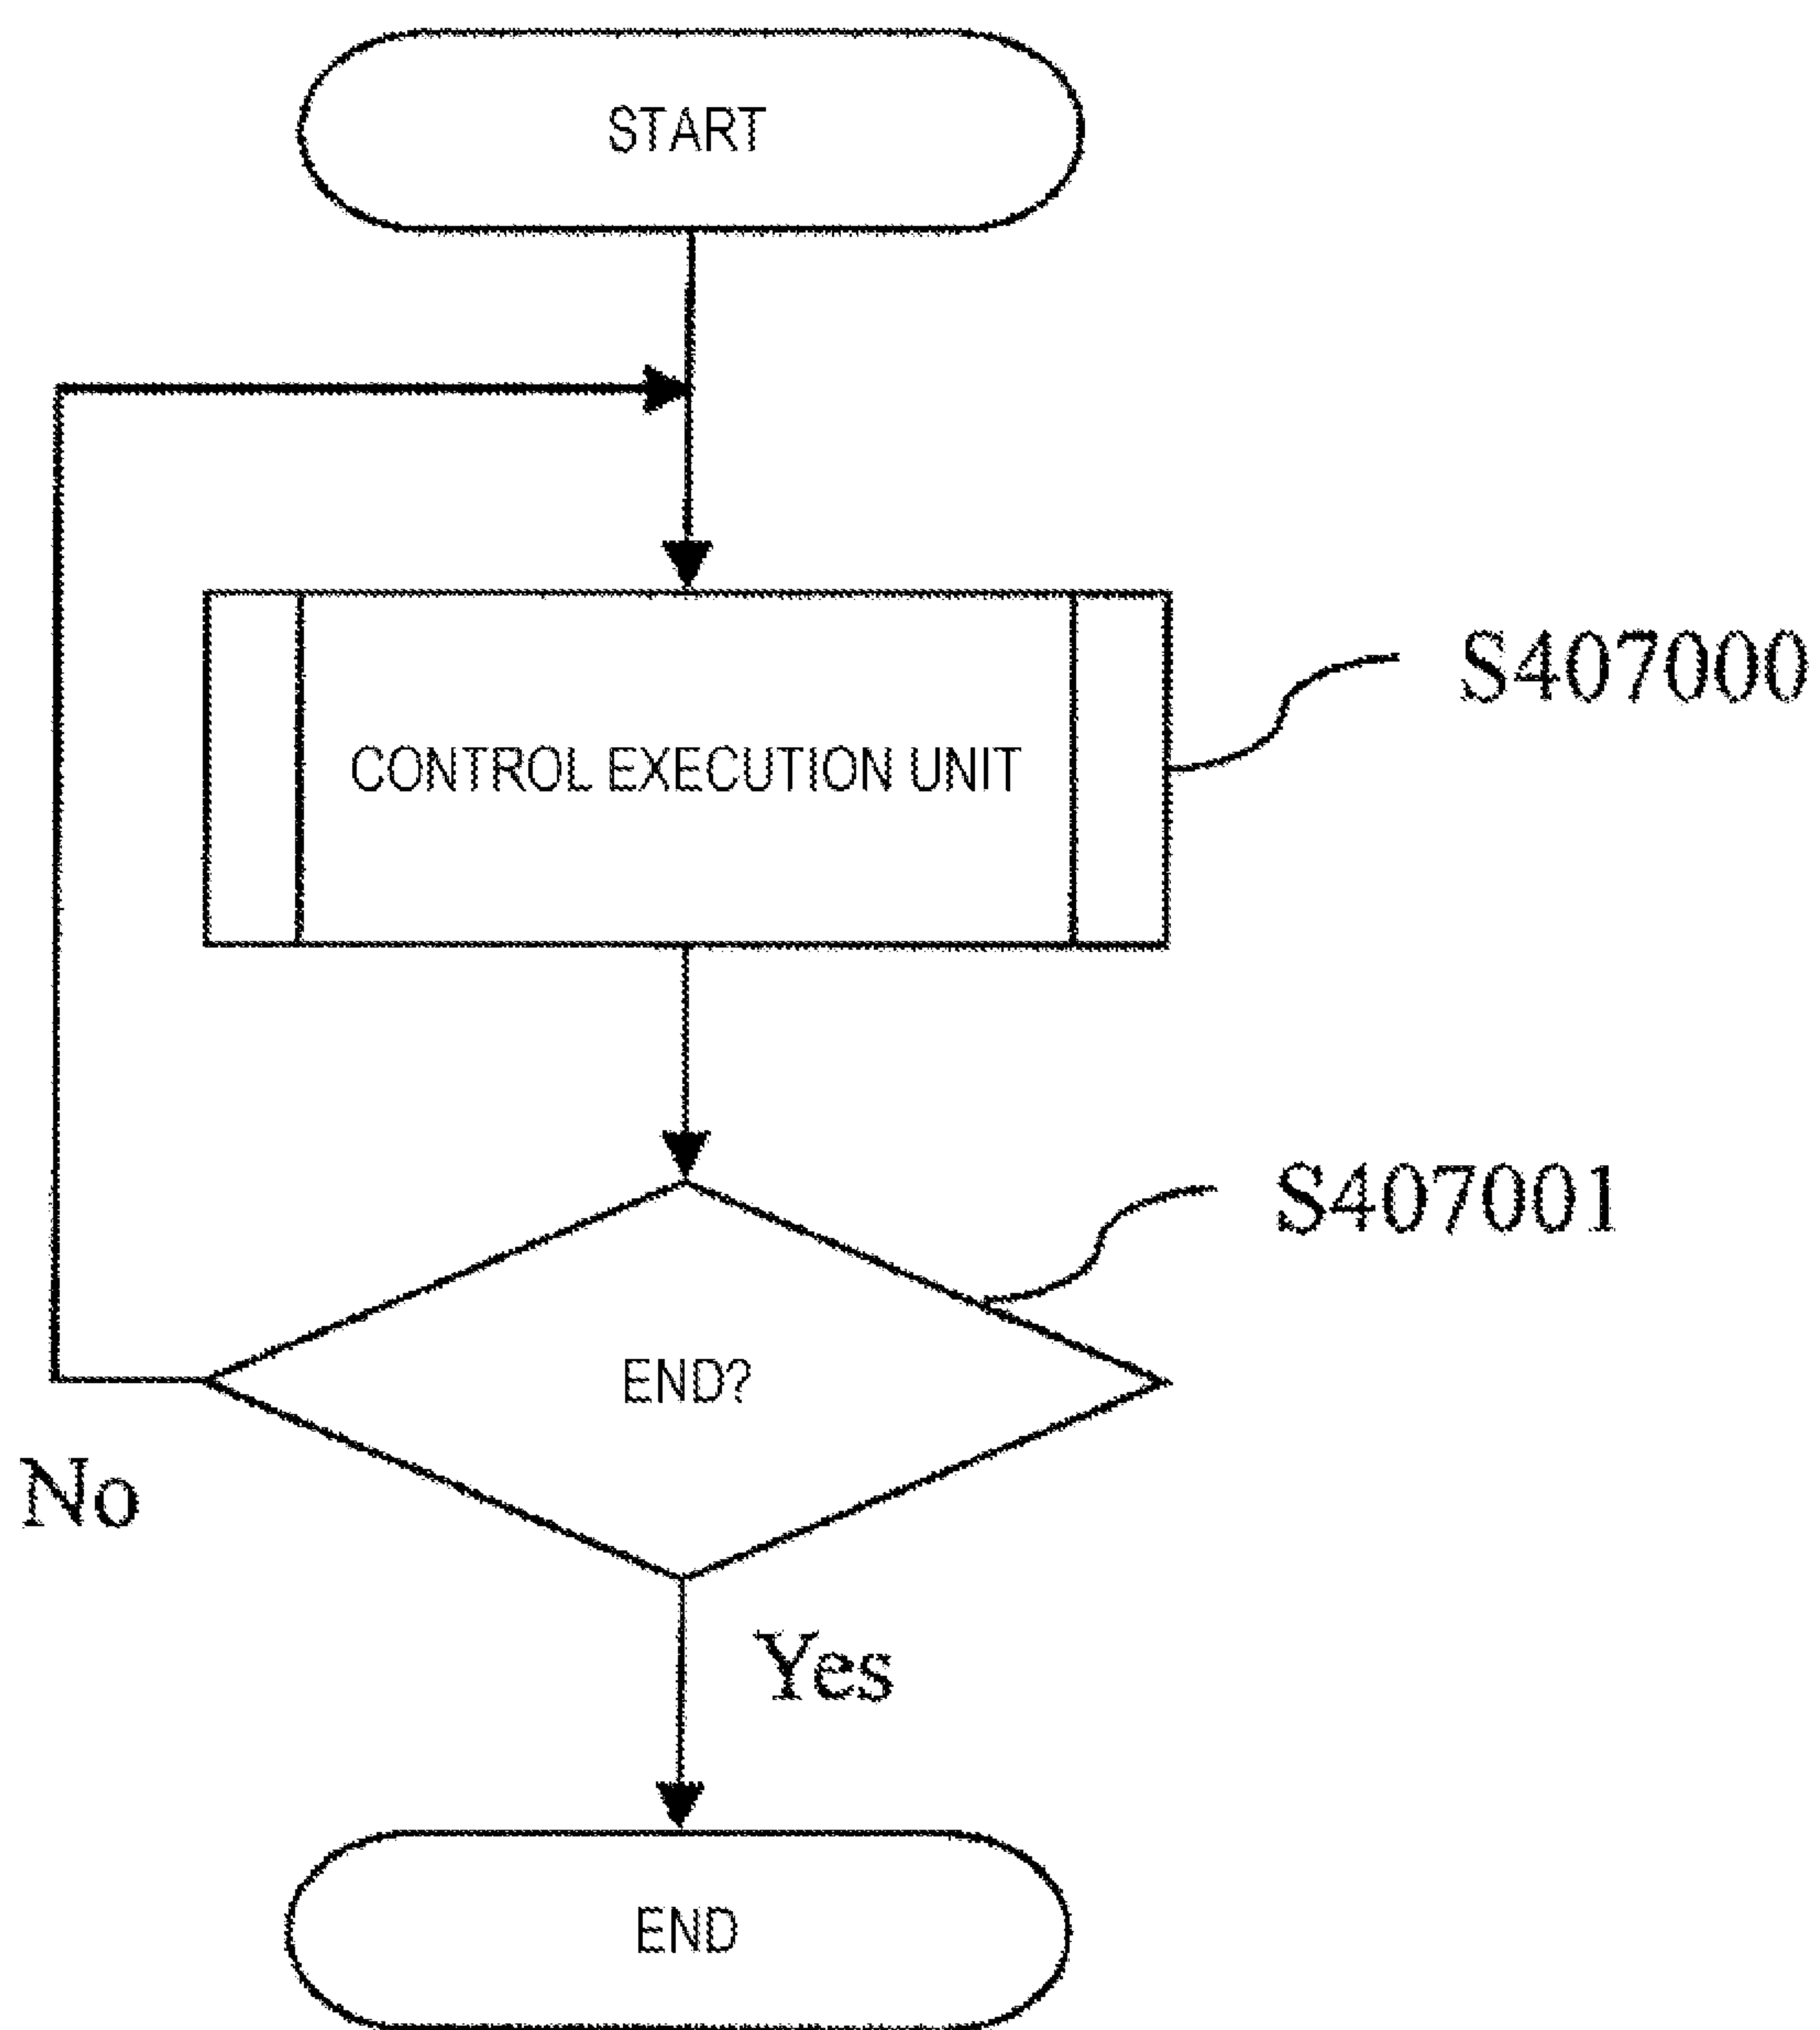 START
S407000
CONTROL EXECUTION UNIT
S407001
END?
No
Yes
END